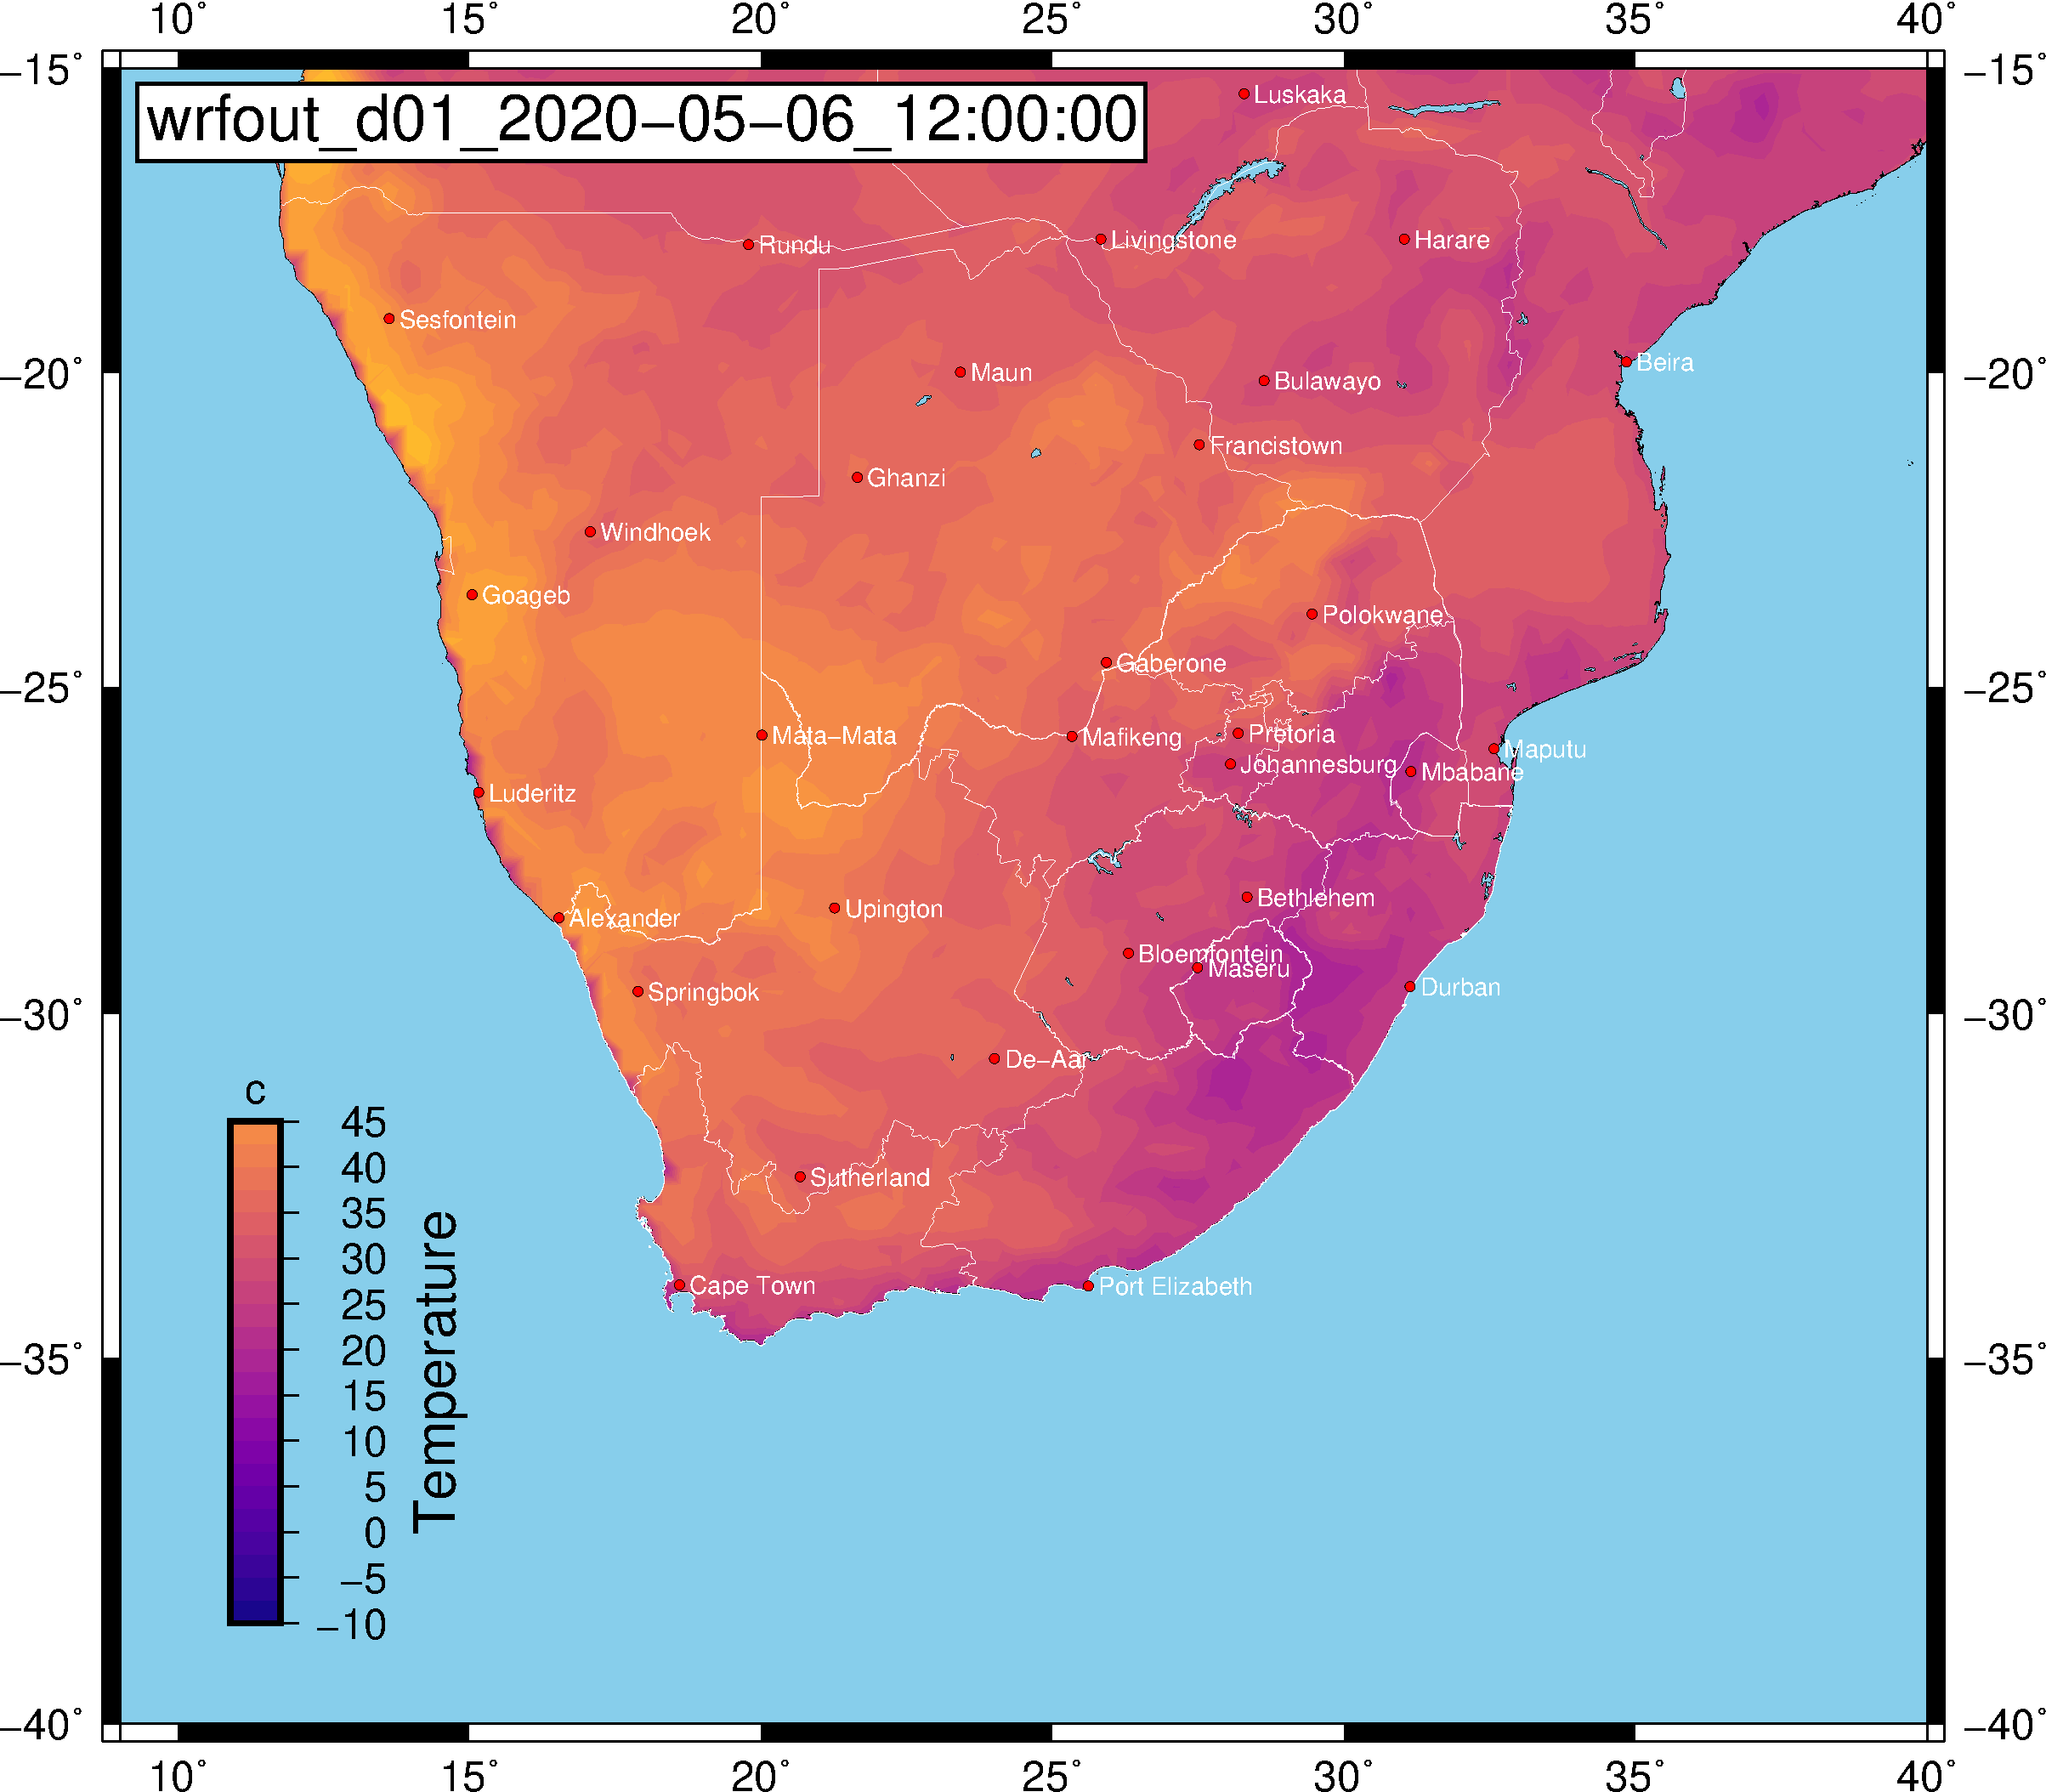 10° 15° 20° 25° 30° 35° 40°
−15° −15°
wrfout_d01_2020−05−06_12:00:00
Luskaka
Rundu
Livingstone
Harare
Sesfontein
−20° −20°
Maun
Bulawayo
Beira
Francistown
Ghanzi
Windhoek
Goageb
Polokwane
Gaberone
−25° −25°
Mata−Mata
Mafikeng
Pretoria
Maputu
Johannesburg
Mbabane
Luderitz
Bethlehem
Upington
Alexander
Bloemfontein
Maseru
Durban
Springbok
−30° −30°
De−Aar
Sutherland
Cape Town
Port Elizabeth
−35° −35°
c
45
40
35
30
25
20
15
10
5
0
−5
−10
Temperature
−40° −40°
10° 15° 20° 25° 30° 35° 40°